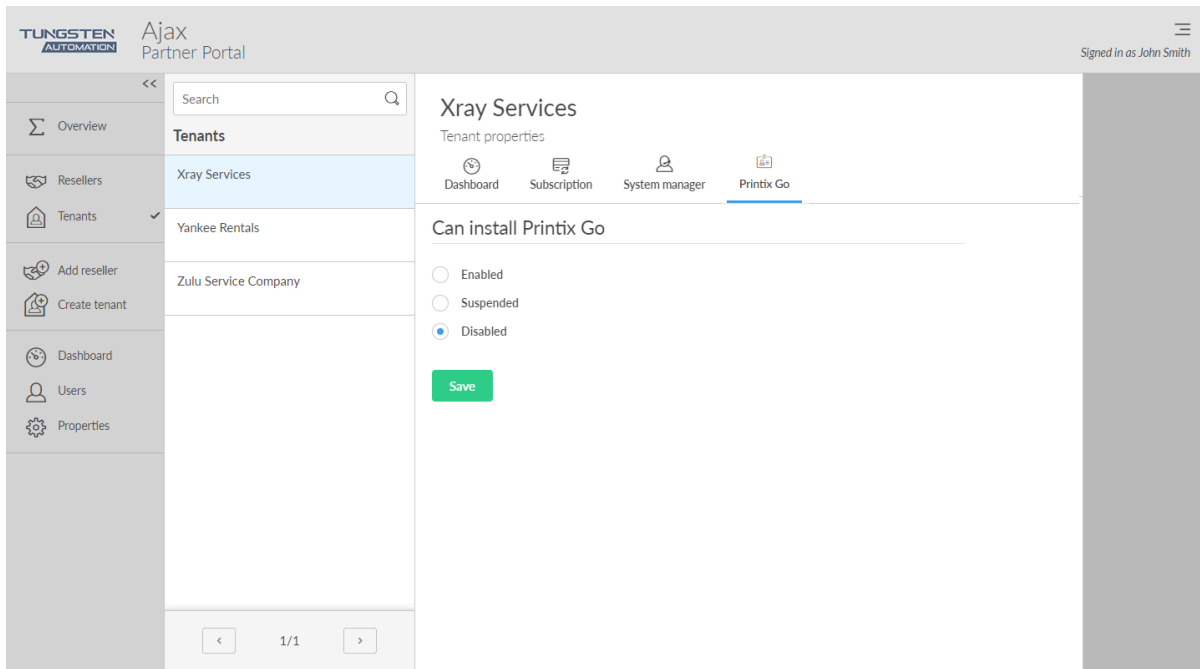 TUNGSTEN
AUTOMATION
Ajax
Partner Portal
Signed in as John Smith
<<
Overview
Resellers
Tenants
Add reseller
Create tenant
Dashboard
Users
Properties
Search
Tenants
Xray Services
Yankee Rentals
Zulu Service Company
< 1/1 >
Xray Services
Tenant properties
Dashboard Subscription System manager Printix Go
Can install Printix Go
Enabled
Suspended
Disabled
Save